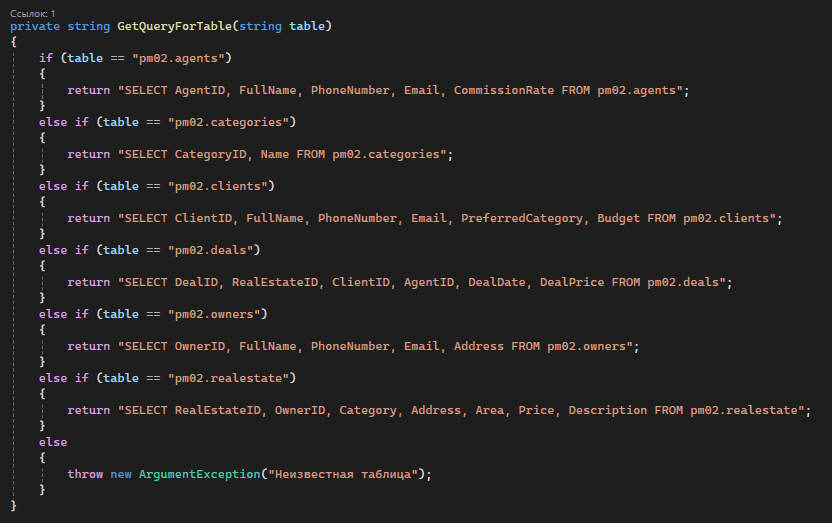 Ссылок: 1
private string GetQueryForTable(string table)
{
    if (table == "pm02.agents")
    {
        return "SELECT AgentID, FullName, PhoneNumber, Email, CommissionRate FROM pm02.agents";
    }
    else if (table == "pm02.categories")
    {
        return "SELECT CategoryID, Name FROM pm02.categories";
    }
    else if (table == "pm02.clients")
    {
        return "SELECT ClientID, FullName, PhoneNumber, Email, PreferredCategory, Budget FROM pm02.clients";
    }
    else if (table == "pm02.deals")
    {
        return "SELECT DealID, RealEstateID, ClientID, AgentID, DealDate, DealPrice FROM pm02.deals";
    }
    else if (table == "pm02.owners")
    {
        return "SELECT OwnerID, FullName, PhoneNumber, Email, Address FROM pm02.owners";
    }
    else if (table == "pm02.realestate")
    {
        return "SELECT RealEstateID, OwnerID, Category, Address, Area, Price, Description FROM pm02.realestate";
    }
    else
    {
        throw new ArgumentException("Неизвестная таблица");
    }
}